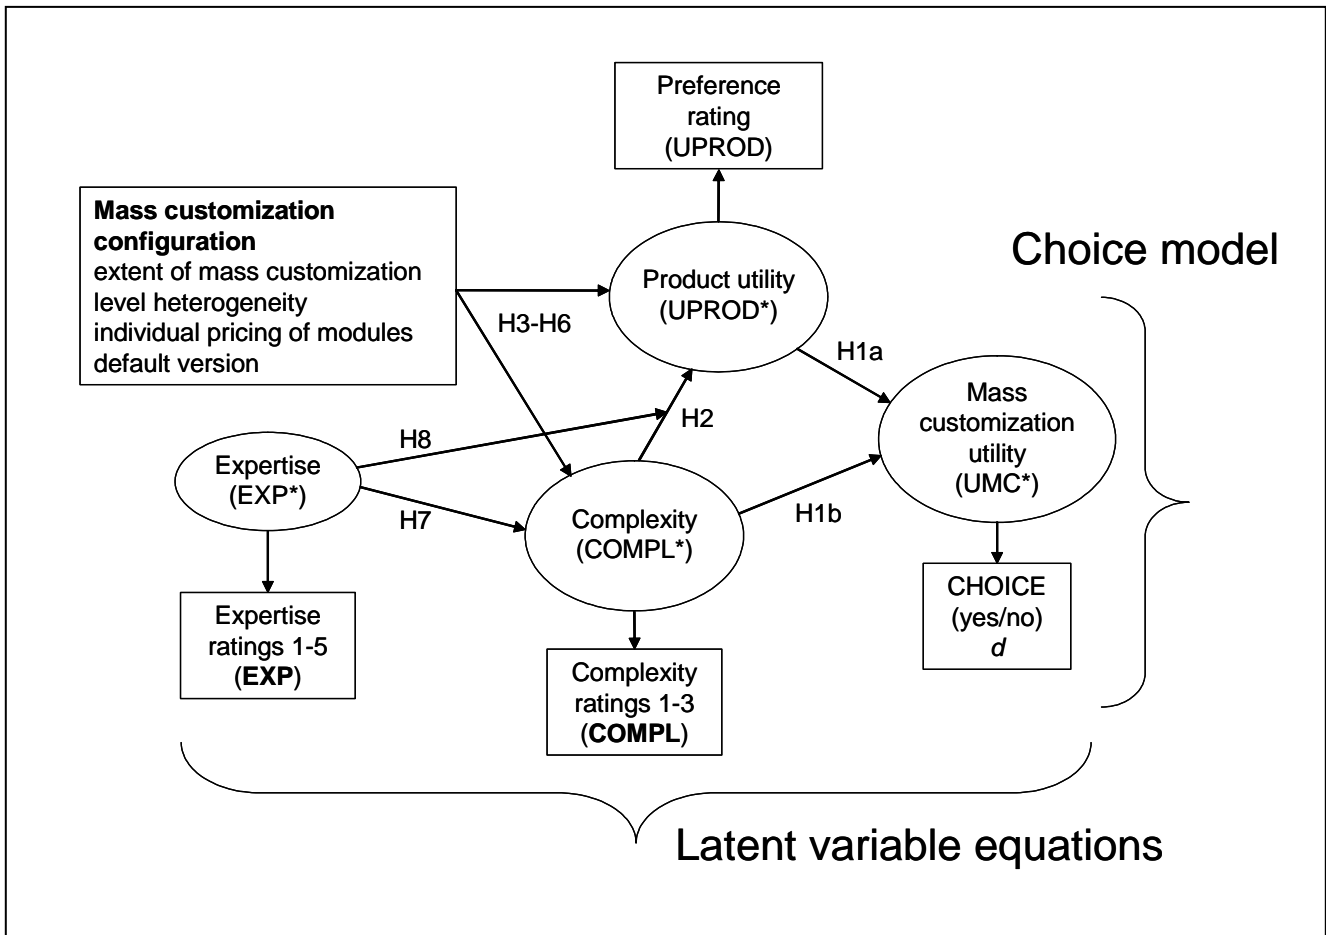 Preference
rating
(UPROD)
Mass customization
configuration
extent of mass customization
level heterogeneity
individual pricing of modules
default version
Choice model
Product utility
(UPROD*)
H3-H6
H1a
Mass
customization
utility
(UMC*)
H2
H8
Expertise
(EXP*)
H7
Complexity
(COMPL*)
H1b
CHOICE
(yes/no)
d
Expertise
ratings 1-5
(EXP)
Complexity
ratings 1-3
(COMPL)
Latent variable equations